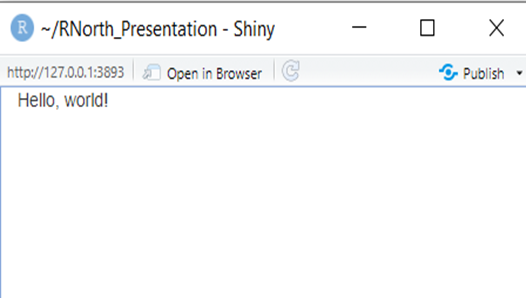 R ~/RNorth_Presentation - Shiny
http://127.0.0.1:3893 Open in Browser Publish
Hello, world!